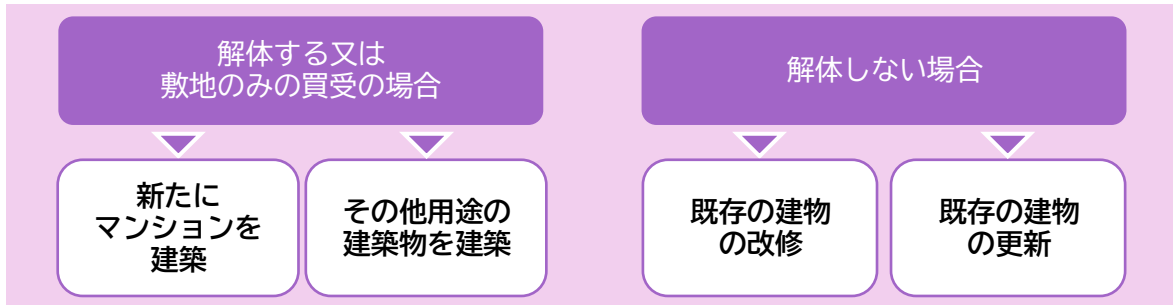 解体する又は
敷地のみの買受の場合
解体しない場合
新たに
マンションを
建築
その他用途の
建築物を建築
既存の建物
の改修
既存の建物
の更新